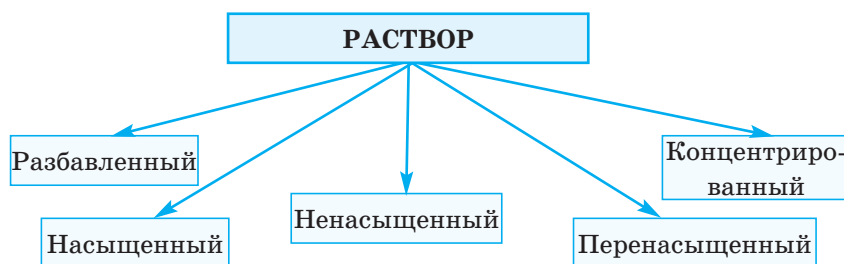 РАСТВОР
Разбавленный
Концентриро-
ванный
Насыщенный
Ненасыщенный
Перенасыщенный